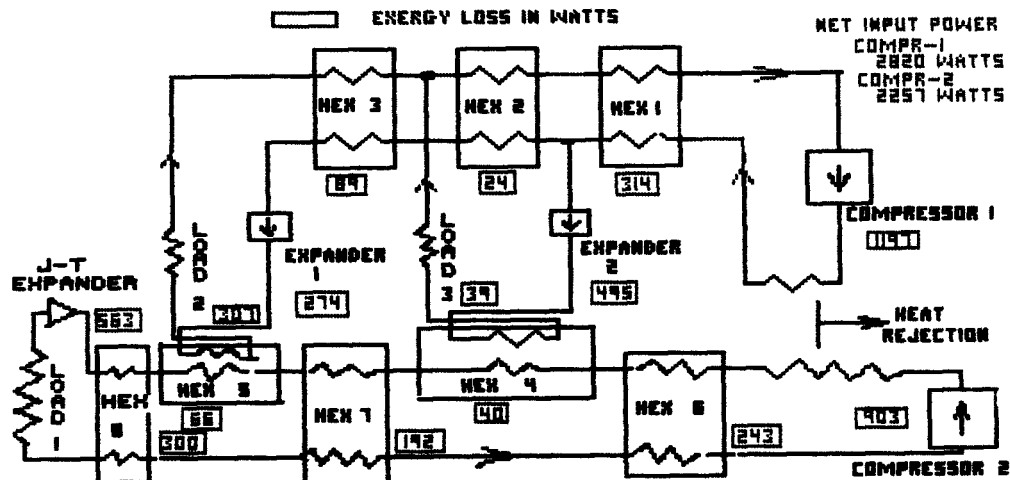 EXERGY LOSS IN WATTS
NET INPUT POWER
COMPR-1
2820 WATTS
COMPR-2
2257 WATTS
HEX 3
HEX 2
HEX 1
89
24
314
COMPRESSOR 1
1197
LOAD 2
EXPANDER
1
274
LOAD 3
EXPANDER
2
495
J-T
EXPANDER
563
307
39
HEAT
REJECTION
LOAD 1
HEX
HEX 5
66
300
HEX 7
192
HEX 4
40
HEX 6
243
903
COMPRESSOR 2